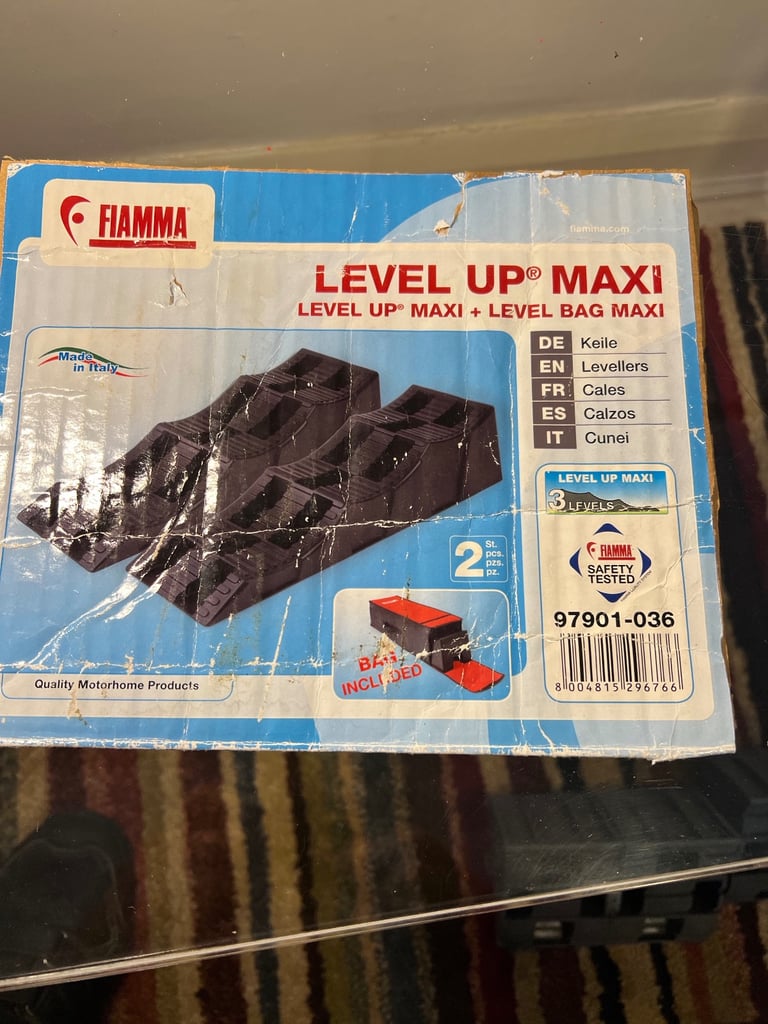 FIAMMA
fiamma.com
LEVEL UP® MAXI
LEVEL UP® MAXI + LEVEL BAG MAXI
Made
in Italy
DE Keile
EN Levellers
FR Cales
ES Calzos
IT Cunei
LEVEL UP MAXI
3 LEVELS
FIAMMA
SAFETY
TESTED
2 St.
pcs.
pzs.
pz.
97901-036
8 004815 296766
BAG
INCLUDED
Quality Motorhome Products